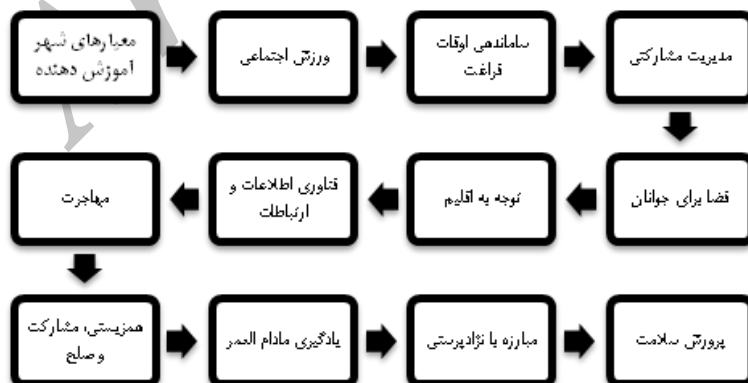 معیارهای شهر
آموزش دهنده
ورزش اجتماعی
ساماندهی اوقات
فراغت
مدیریت مشارکتی
فضا برای جوانان
توجه به اقلیم
فناوری اطلاعات و
ارتباطات
مهاجرت
همزیستی، مشارکت
و صلح
یادگیری مادام العمر
مبارزه با نژادپرستی
پرورش سلامت